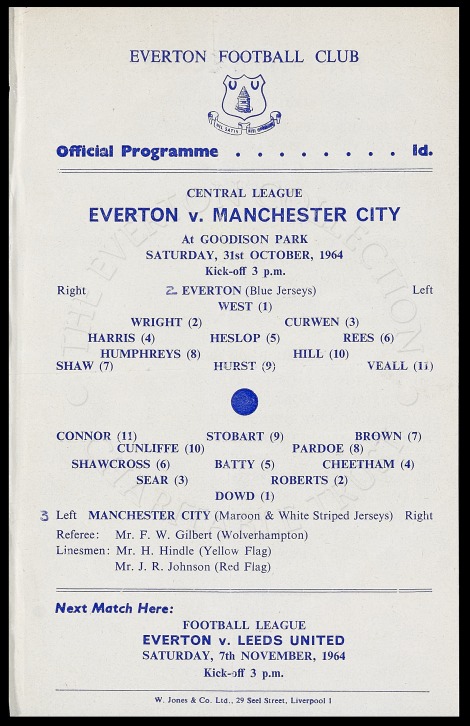 EVERTON FOOTBALL CLUB
NIL SATIS NISI OPTIMUM
Official Programme . . . . . . . . 1d.
CENTRAL LEAGUE
EVERTON v. MANCHESTER CITY
At GOODISON PARK
SATURDAY, 31st OCTOBER, 1964
Kick-off 3 p.m.
Right 2 EVERTON (Blue Jerseys) Left
WEST (1)
WRIGHT (2) CURWEN (3)
HARRIS (4) HESLOP (5) REES (6)
HUMPHREYS (8) HILL (10)
SHAW (7) HURST (9) VEALL (11)
CONNOR (11) STOBART (9) BROWN (7)
CUNLIFFE (10) PARDOE (8)
SHAWCROSS (6) BATTY (5) CHEETHAM (4)
SEAR (3) ROBERTS (2)
DOWD (1)
3 Left MANCHESTER CITY (Maroon & White Striped Jerseys) Right
Referee: Mr. F. W. Gilbert (Wolverhampton)
Linesmen: Mr. H. Hindle (Yellow Flag)
Mr. J. R. Johnson (Red Flag)
Next Match Here:
FOOTBALL LEAGUE
EVERTON v. LEEDS UNITED
SATURDAY, 7th NOVEMBER, 1964
Kick-off 3 p.m.
W. Jones & Co. Ltd., 29 Seel Street, Liverpool 1
THE EVERTON COLLECTION
CHARITABLE TRUST